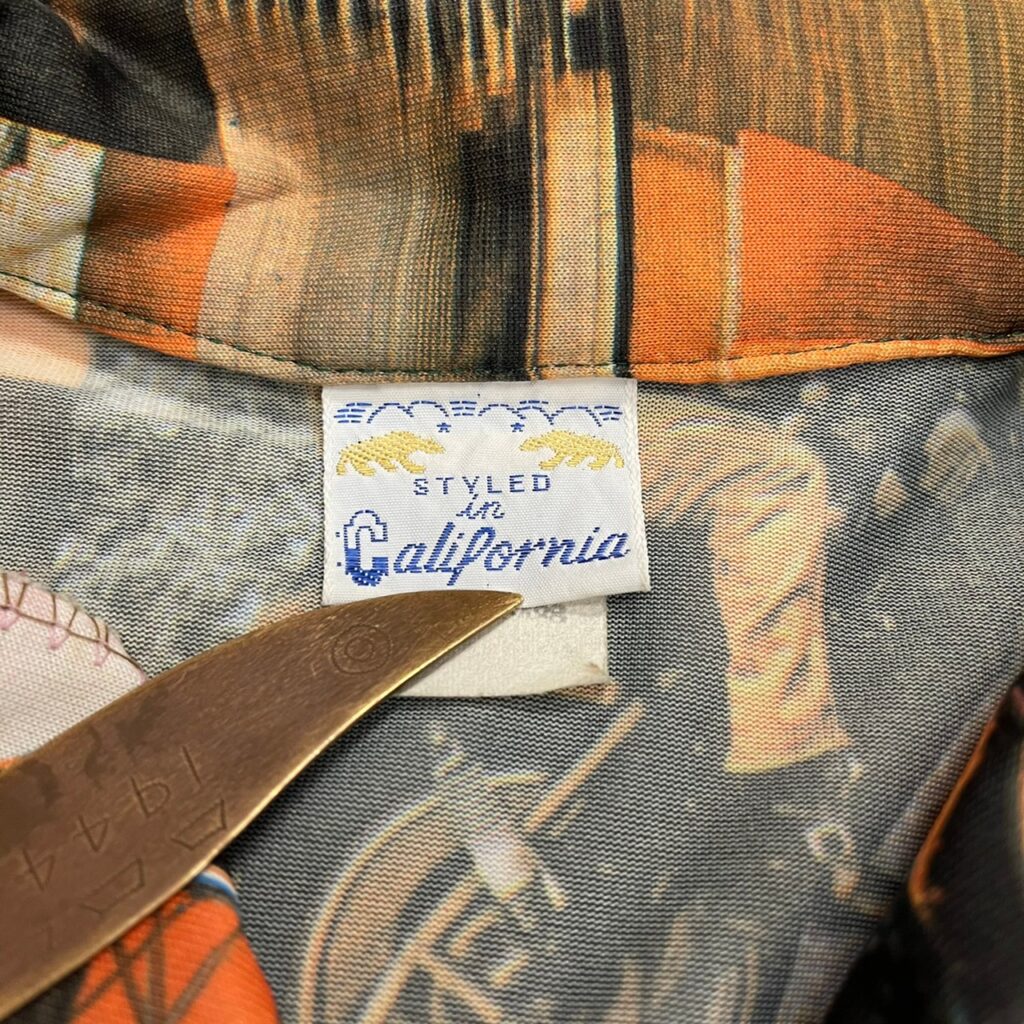 STYLED
in
California
1944